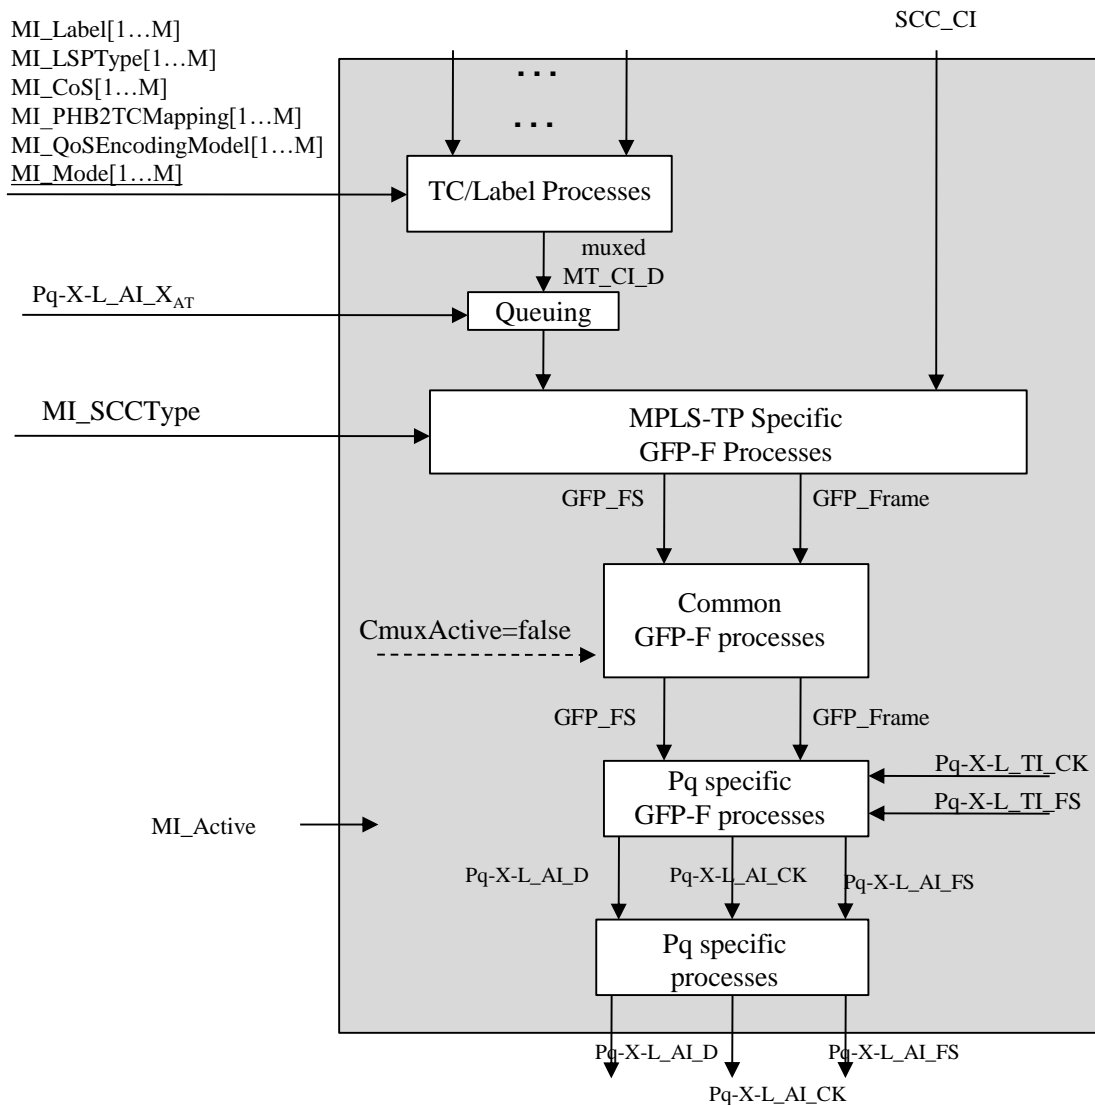 SCC_CI
MI_Label[1…M]
MI_LSPType[1…M]
MI_CoS[1…M]
MI_PHB2TCMapping[1…M]
MI_QoSEncodingModel[1…M]
MI_Mode[1…M]
...
...
TC/Label Processes
muxed
MT_CI_D
Pq-X-L_AI_X_AT
Queuing
MI_SCCType
MPLS-TP Specific
GFP-F Processes
GFP_FS
GFP_Frame
Common
GFP-F processes
CmuxActive=false
GFP_FS
GFP_Frame
Pq specific
GFP-F processes
Pq-X-L_TI_CK
Pq-X-L_TI_FS
MI_Active
Pq-X-L_AI_D
Pq-X-L_AI_CK
Pq-X-L_AI_FS
Pq specific
processes
Pq-X-L_AI_D
Pq-X-L_AI_FS
Pq-X-L_AI_CK